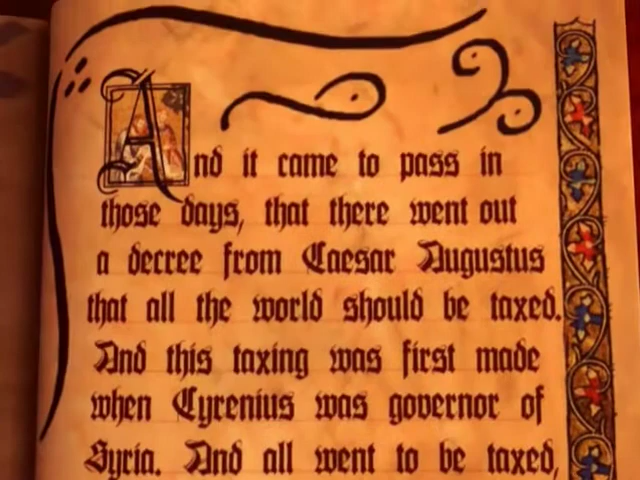 And it came to pass in
those days, that there went out
a decree from Caesar Augustus
that all the world should be taxed.
And this taxing was first made
when Cyrenius was governor of
Syria. And all went to be taxed,